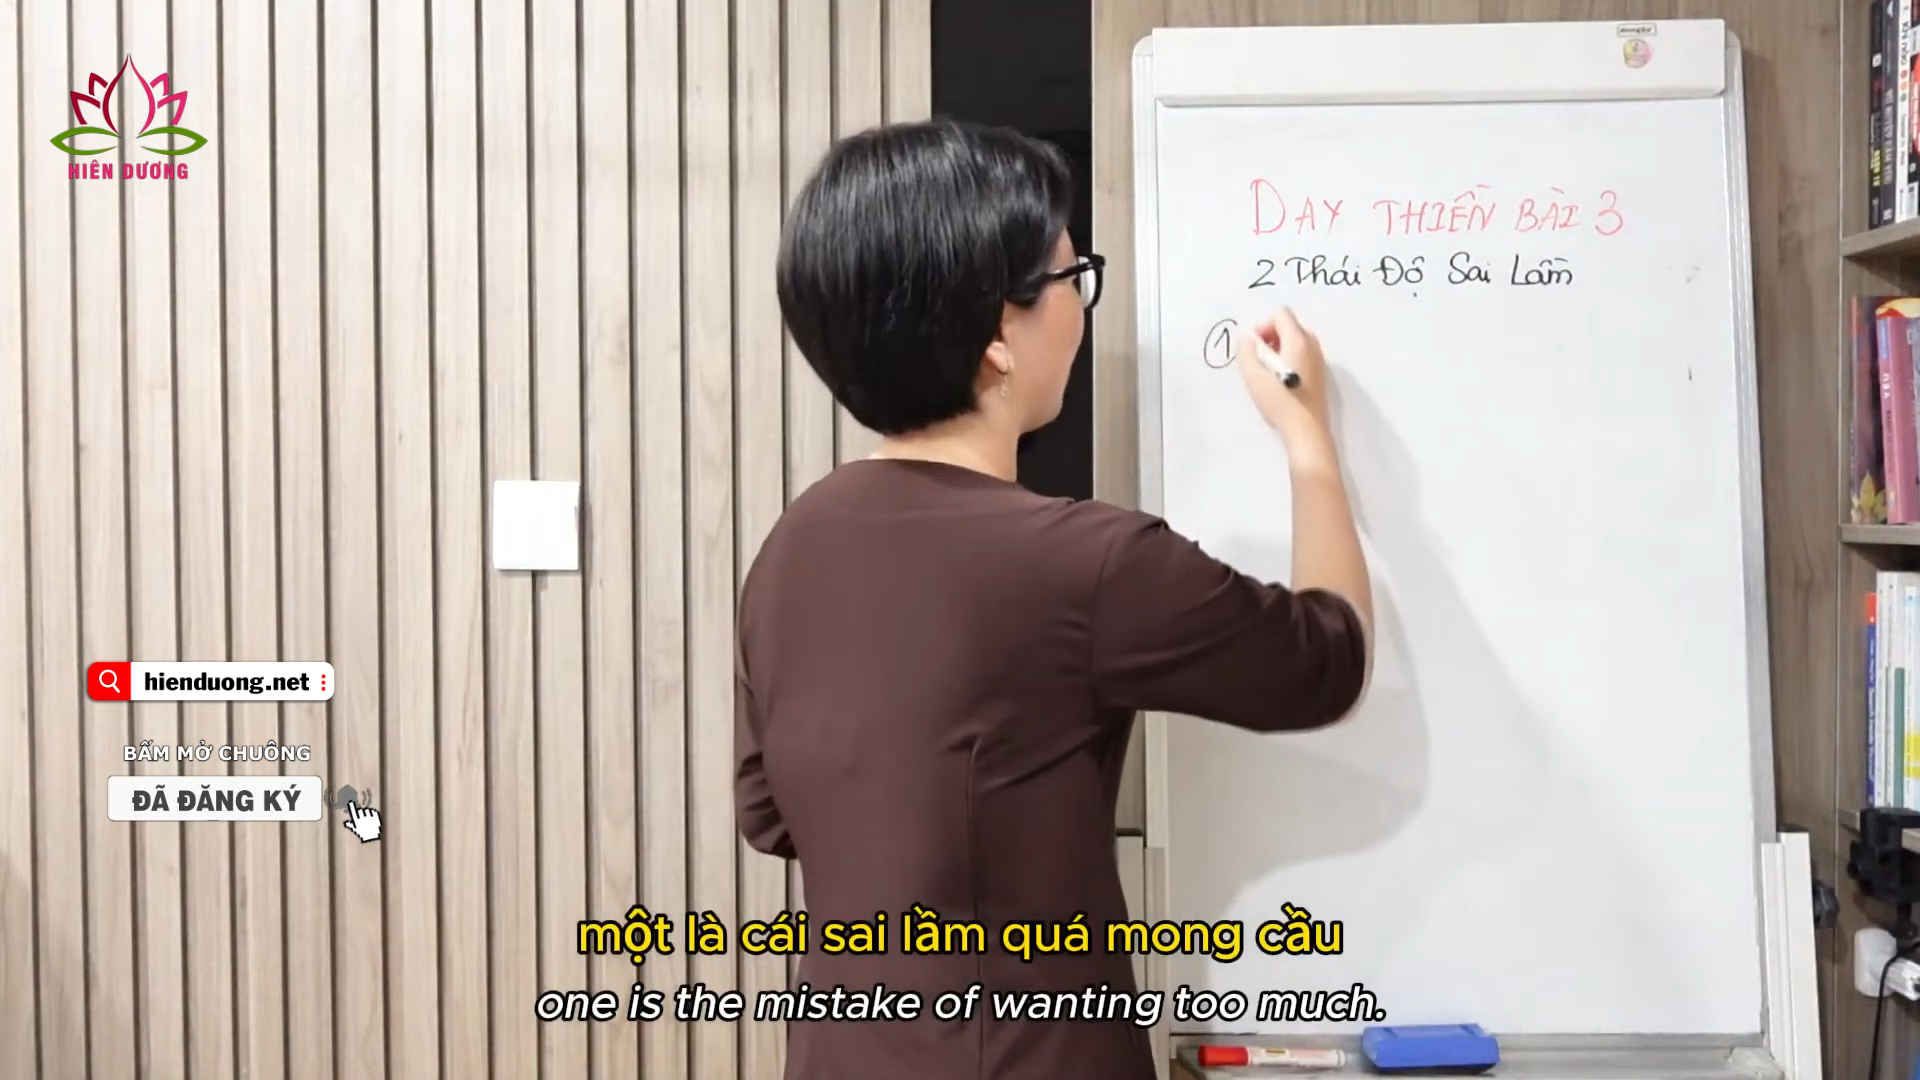 HIÊN DƯƠNG
DẠY THIỀN BÀI 3
2 Thái Độ Sai Lầm
1
hienduong.net
BẤM MỞ CHUÔNG
ĐÃ ĐĂNG KÝ
một là cái sai lầm quá mong cầu
one is the mistake of wanting too much.